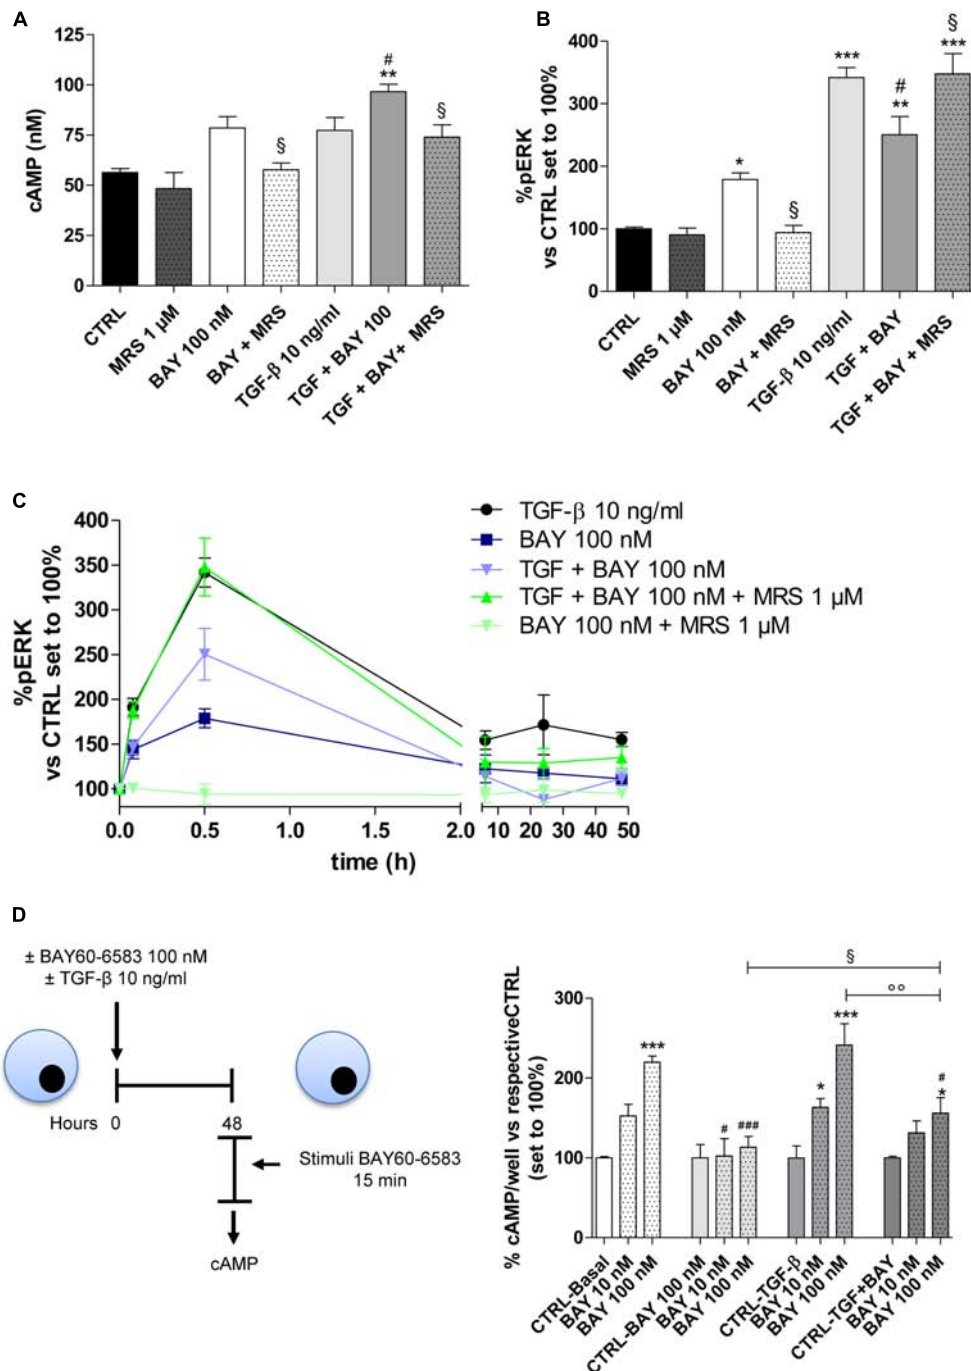 A
cAMP (nM)
125
100
75
50
25
0
#
**
§
§
CTRL
MRS 1 µM
BAY 100 nM
BAY + MRS
TGF-β 10 ng/ml
TGF + BAY 100
TGF + BAY+ MRS
B
%pERK
vs CTRL set to 100%
400
300
200
100
0
*
§
***
#
**
§
***
CTRL
MRS 1 µM
BAY 100 nM
BAY + MRS
TGF-β 10 ng/ml
TGF + BAY
TGF + BAY + MRS
C
%pERK
vs CTRL set to 100%
400
350
300
250
200
150
100
0.0 0.5 1.0 1.5 2.0 10 20 30 40 50
time (h)
TGF-β 10 ng/ml
BAY 100 nM
TGF + BAY 100 nM
TGF + BAY 100 nM + MRS 1 µM
BAY 100 nM + MRS 1 µM
D
± BAY60-6583 100 nM
± TGF-β 10 ng/ml
Hours 0 48
Stimuli BAY60-6583
15 min
cAMP
% cAMP/well vs respectiveCTRL
(set to 100%)
300
200
100
0
§
°°
***
#
###
*
***
#
*
CTRL-Basal
BAY 10 nM
BAY 100 nM
CTRL-BAY 100 nM
BAY 10 nM
BAY 100 nM
CTRL-TGF-β
BAY 10 nM
BAY 100 nM
CTRL-TGF+BAY
BAY 10 nM
BAY 100 nM